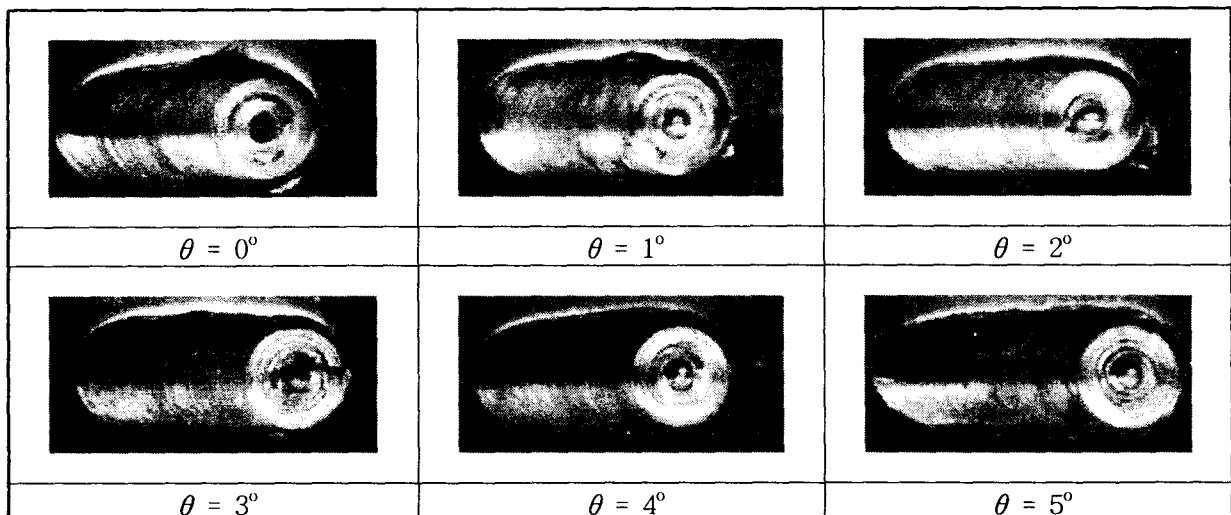 θ = 0° θ = 1° θ = 2°
θ = 3° θ = 4° θ = 5°